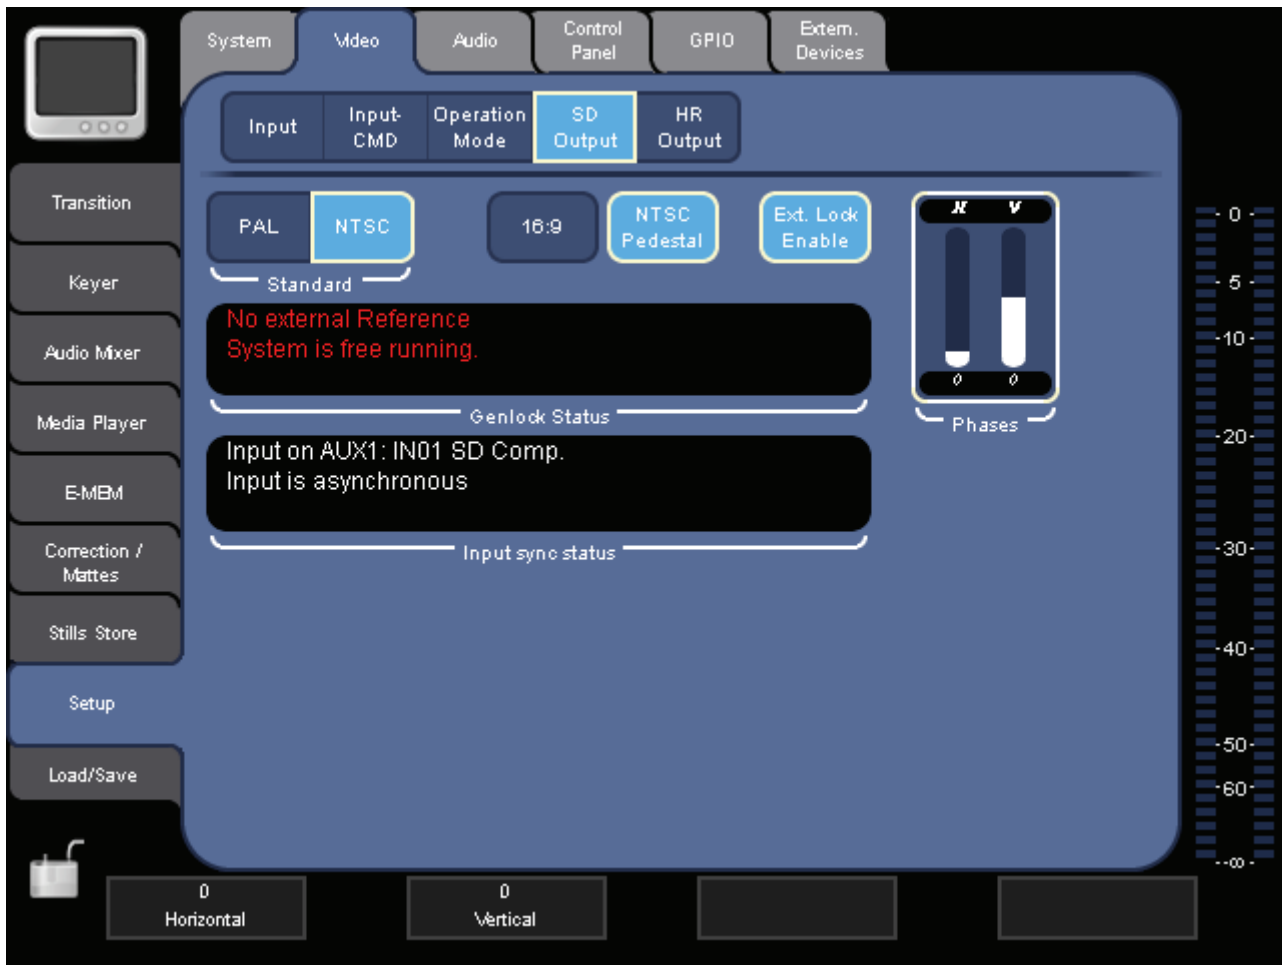 System
Video
Audio
Control
Panel
GPIO
Extern.
Devices
Input
Input-
CMD
Operation
Mode
SD
Output
HR
Output
Transition
Keyer
Audio Mixer
Media Player
E-MEM
Correction /
Mattes
Stills Store
Setup
Load/Save
PAL
NTSC
Standard
16:9
NTSC
Pedestal
Ext. Lock
Enable
No external Reference
System is free running.
Genlock Status
Input on AUX1: IN01 SD Comp.
Input is asynchronous
Input sync status
H V
0 0
Phases
- 0 -
- 5 -
-10-
-20-
-30-
-40-
-50-
-60-
--∞ -
0
Horizontal
0
Vertical